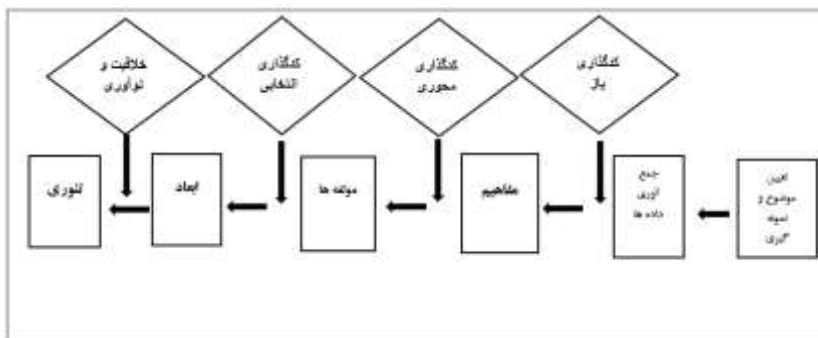 کدگذاری
باز
کدگذاری
محوری
کدگذاری
انتخابی
خلاقیت و
نوآوری
تعیین
موضوع و
نمونه
گیری
جمع
آوری
داده ها
مفاهیم
مولفه ها
ابعاد
تئوری